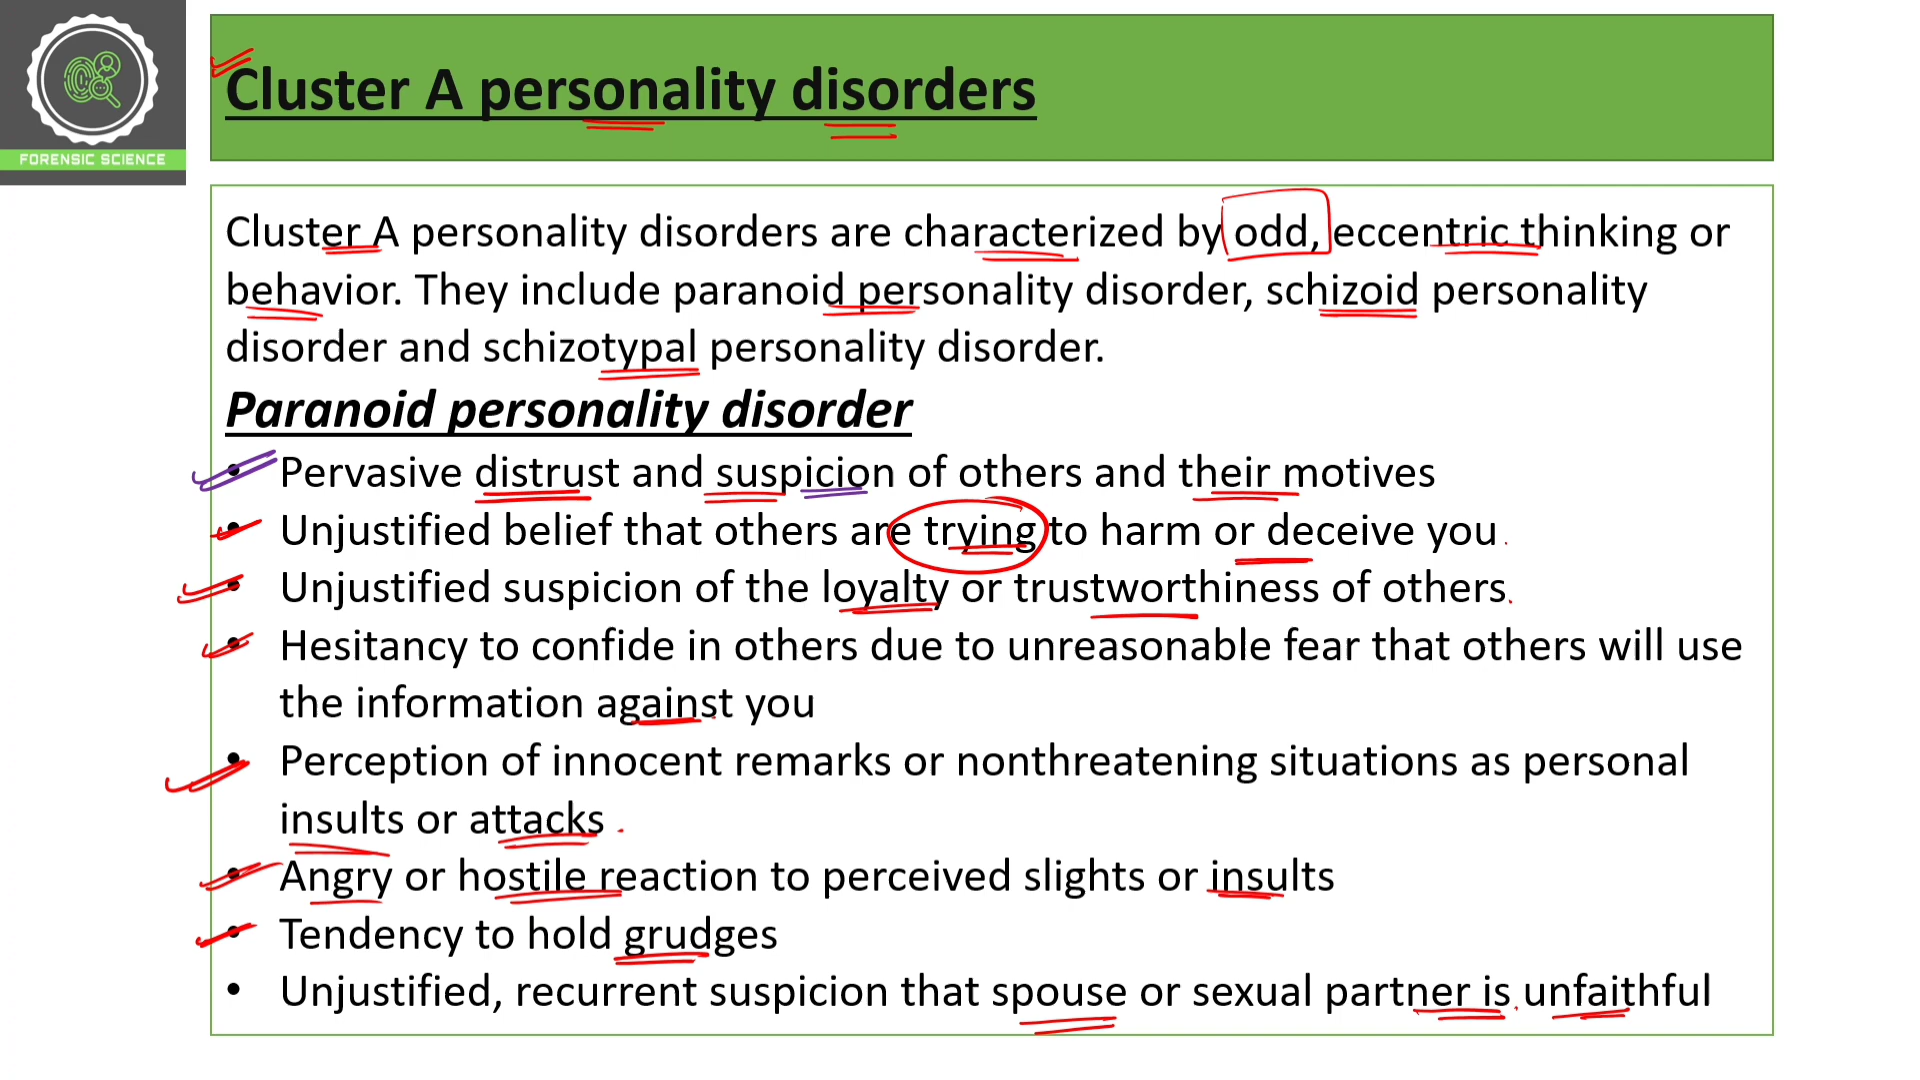 FORENSIC SCIENCE
Cluster A personality disorders
Cluster A personality disorders are characterized by odd, eccentric thinking or
behavior. They include paranoid personality disorder, schizoid personality
disorder and schizotypal personality disorder.
Paranoid personality disorder
• Pervasive distrust and suspicion of others and their motives
• Unjustified belief that others are trying to harm or deceive you
• Unjustified suspicion of the loyalty or trustworthiness of others
• Hesitancy to confide in others due to unreasonable fear that others will use
the information against you
• Perception of innocent remarks or nonthreatening situations as personal
insults or attacks
• Angry or hostile reaction to perceived slights or insults
• Tendency to hold grudges
• Unjustified, recurrent suspicion that spouse or sexual partner is unfaithful